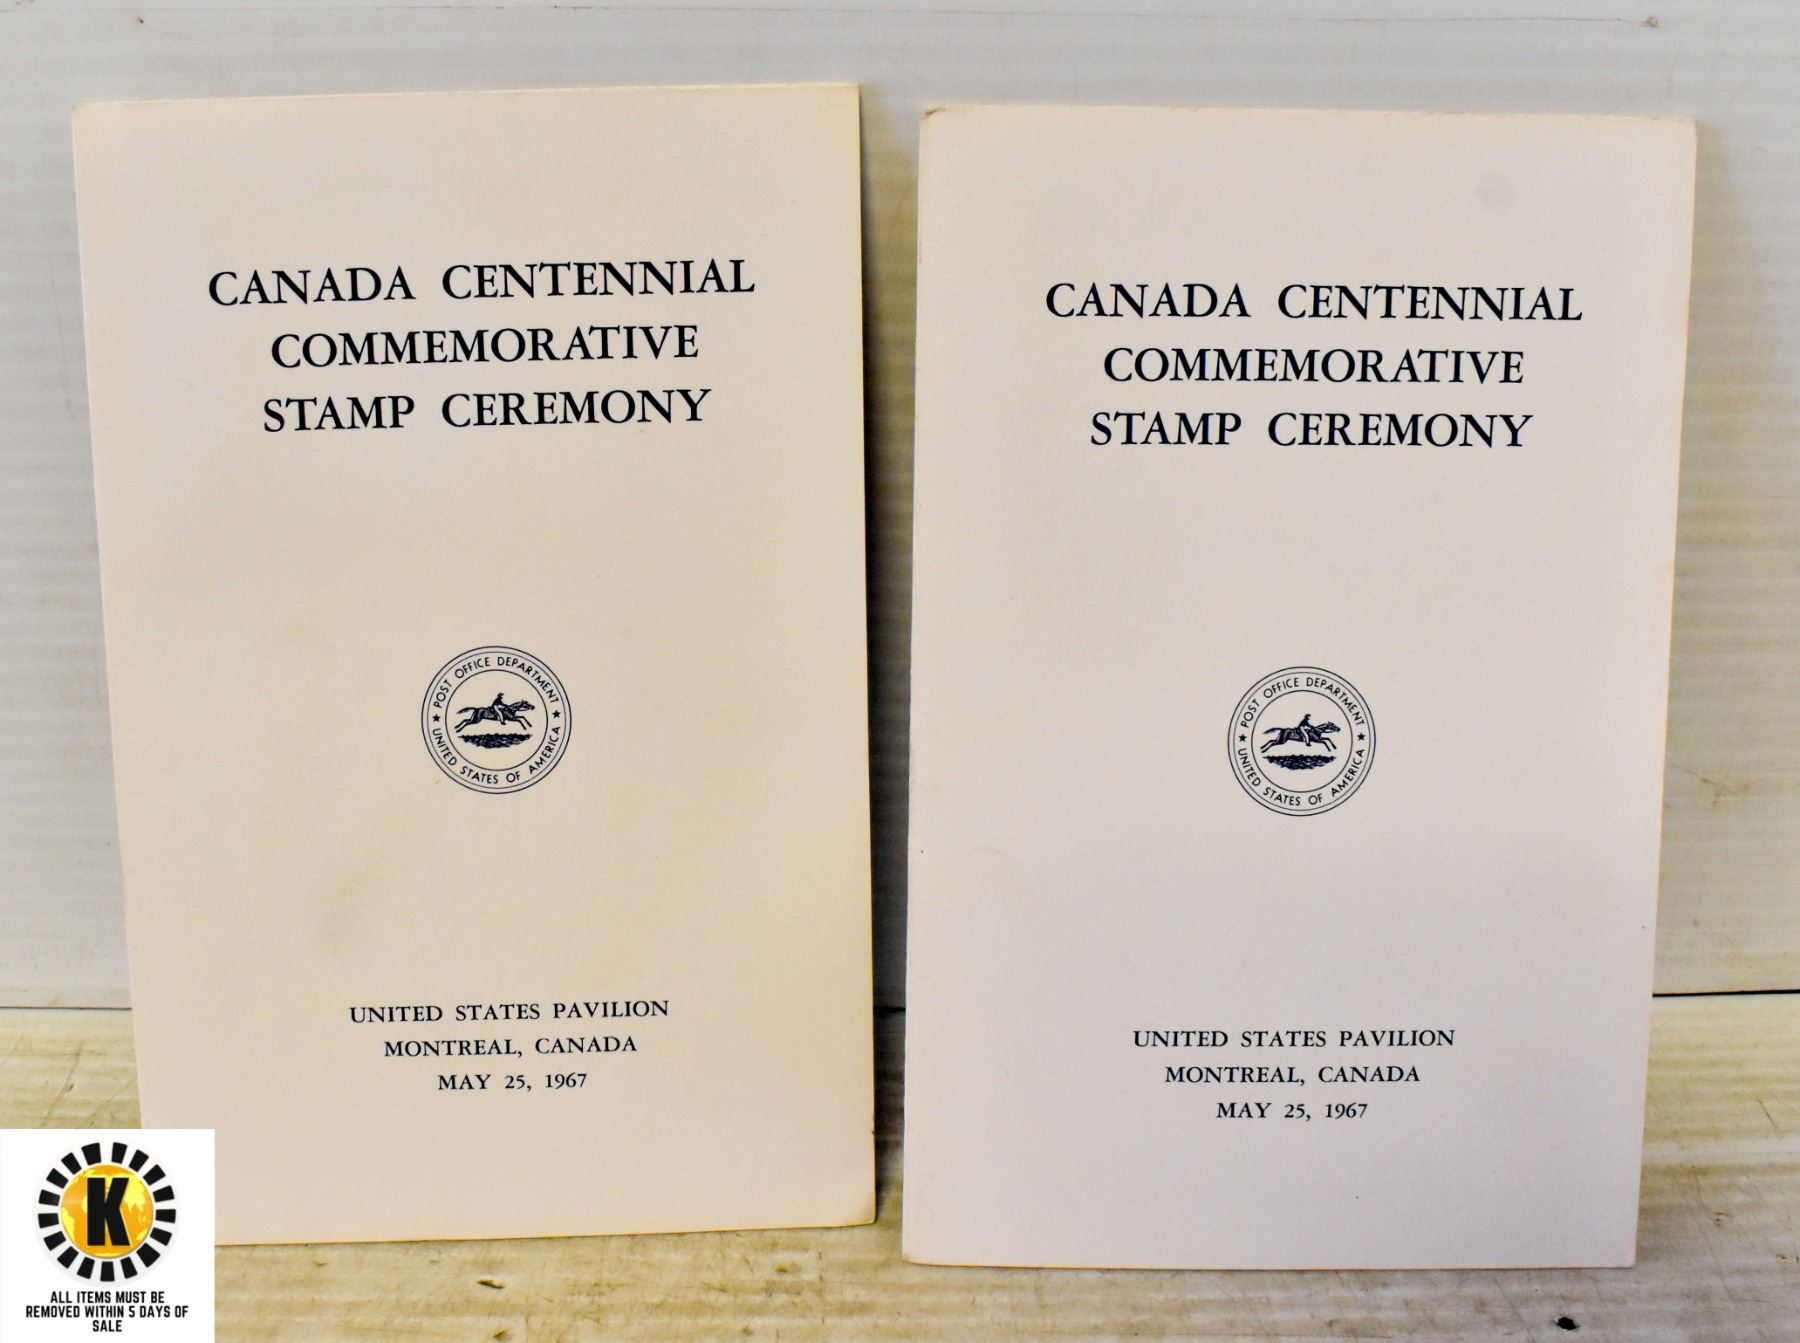 CANADA CENTENNIAL
COMMEMORATIVE
STAMP CEREMONY
POST OFFICE DEPARTMENT
★ UNITED STATES OF AMERICA ★
UNITED STATES PAVILION
MONTREAL, CANADA
MAY 25, 1967
CANADA CENTENNIAL
COMMEMORATIVE
STAMP CEREMONY
POST OFFICE DEPARTMENT
★ UNITED STATES OF AMERICA ★
UNITED STATES PAVILION
MONTREAL, CANADA
MAY 25, 1967
K
ALL ITEMS MUST BE
REMOVED WITHIN 5 DAYS OF
SALE